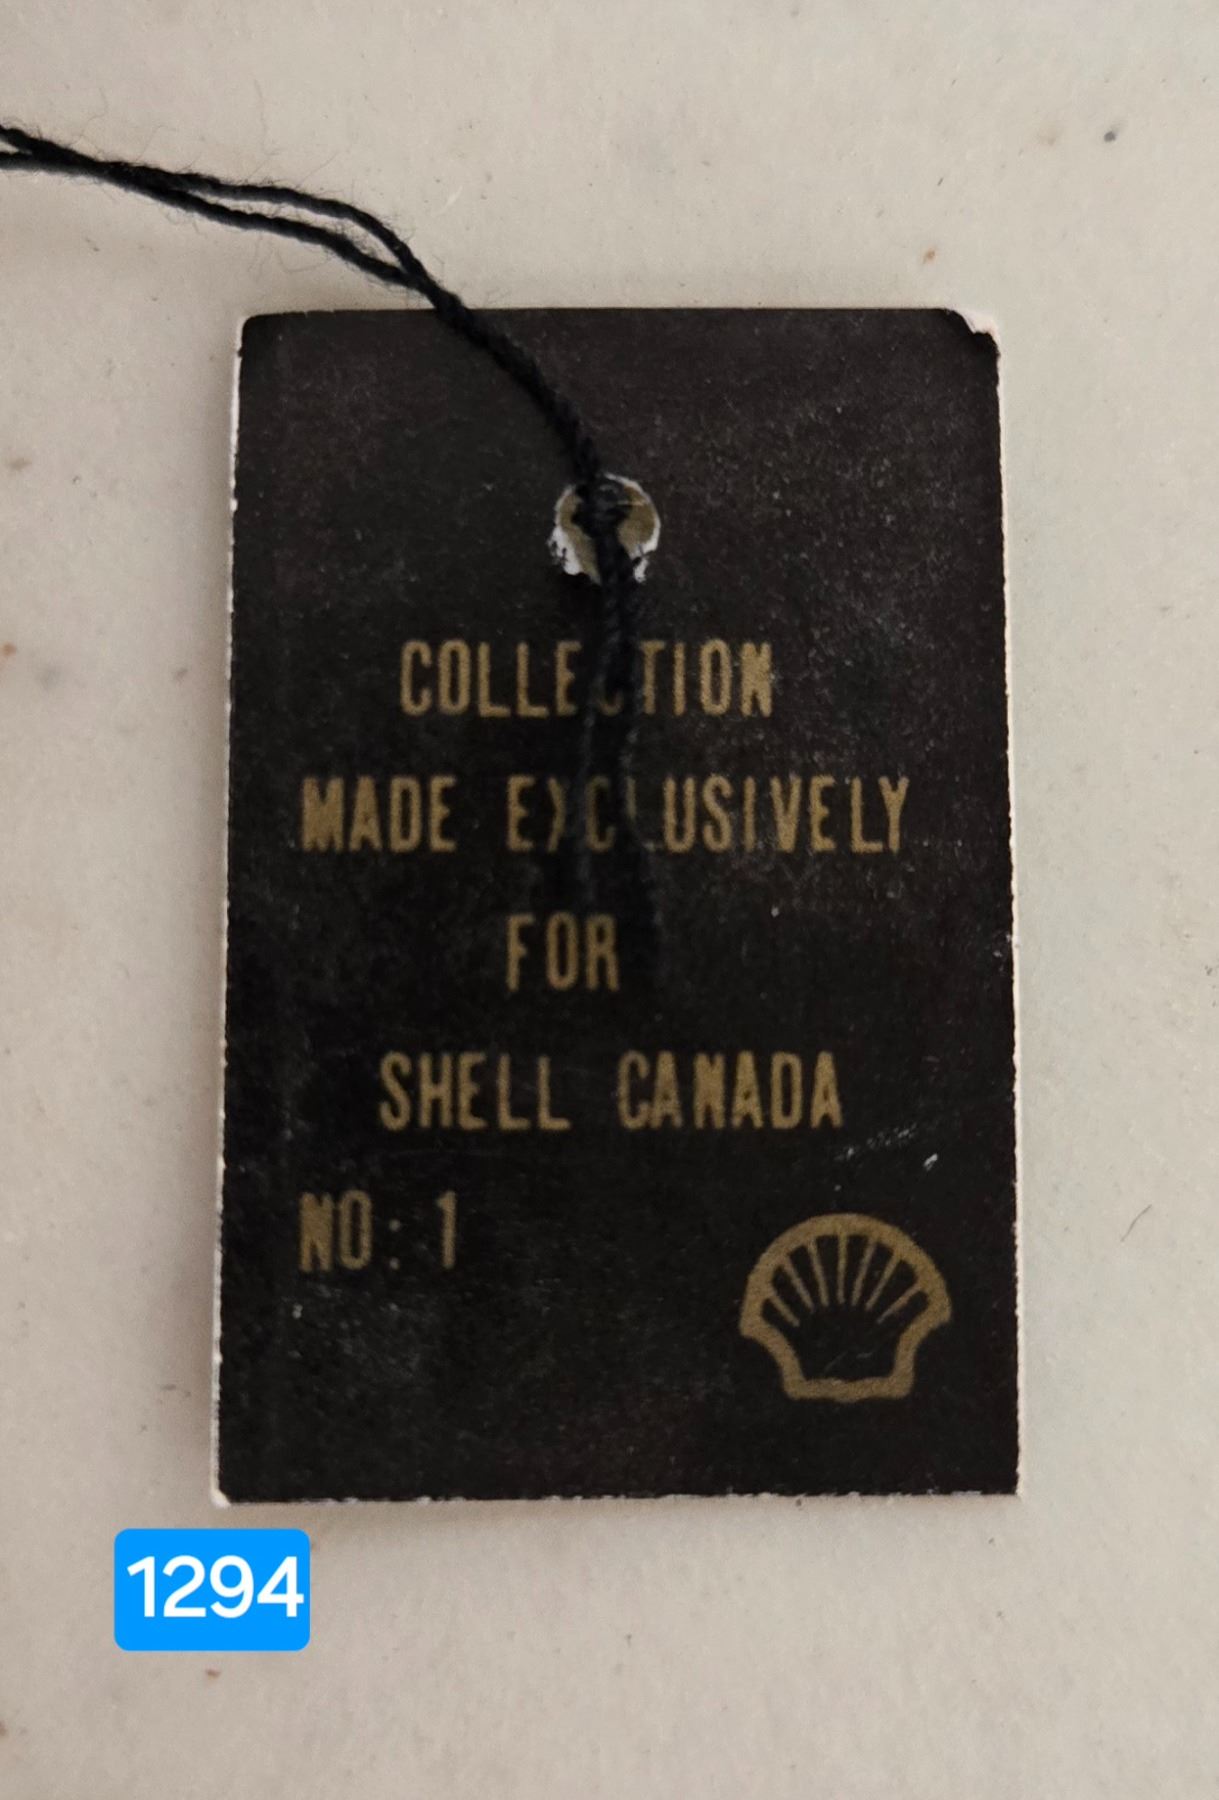 COLLECTION
MADE EXCLUSIVELY
FOR
SHELL CANADA
NO: 1
1294